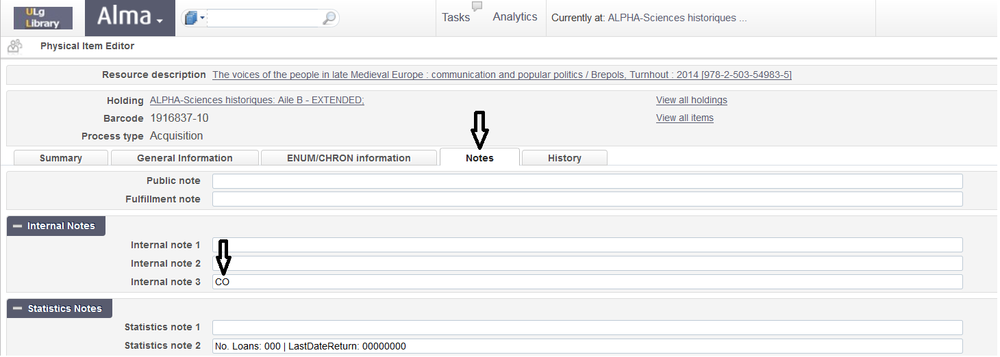 ULg Library
Alma
Tasks
Analytics
Currently at: ALPHA-Sciences historiques ...
Physical Item Editor
Resource description The voices of the people in late Medieval Europe : communication and popular politics / Brepols, Turnhout : 2014 [978-2-503-54983-5]
Holding ALPHA-Sciences historiques: Aile B - EXTENDED;
View all holdings
Barcode 1916837-10
View all items
Process type Acquisition
Summary
General Information
ENUM/CHRON information
Notes
History
Public note
Fulfillment note
Internal Notes
Internal note 1
Internal note 2
Internal note 3 CO
Statistics Notes
Statistics note 1
Statistics note 2 No. Loans: 000 | LastDateReturn: 00000000